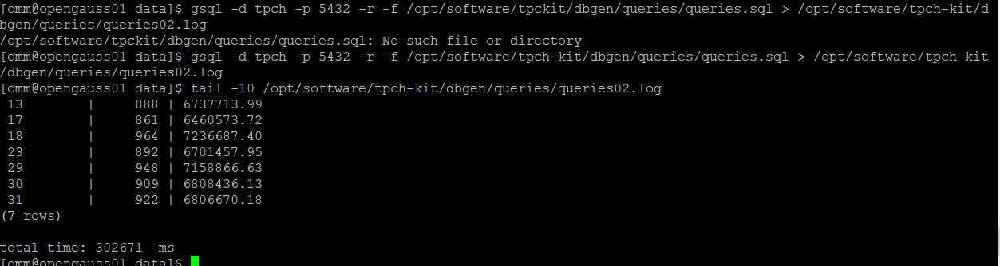 [omm@opengauss01 data]$ gsql -d tpch -p 5432 -r -f /opt/software/tpckit/dbgen/queries/queries.sql > /opt/software/tpch-kit/d
bgen/queries/queries02.log
/opt/software/tpckit/dbgen/queries/queries.sql: No such file or directory
[omm@opengauss01 data]$ gsql -d tpch -p 5432 -r -f /opt/software/tpch-kit/dbgen/queries/queries.sql > /opt/software/tpch-kit
/dbgen/queries/queries02.log
[omm@opengauss01 data]$ tail -10 /opt/software/tpch-kit/dbgen/queries/queries02.log
 13        |     888 | 6737713.99
 17        |     861 | 6460573.72
 18        |     964 | 7236687.40
 23        |     892 | 6701457.95
 29        |     948 | 7158866.63
 30        |     909 | 6808436.13
 31        |     922 | 6806670.18
(7 rows)

total time: 302671  ms
[omm@opengauss01 data]$